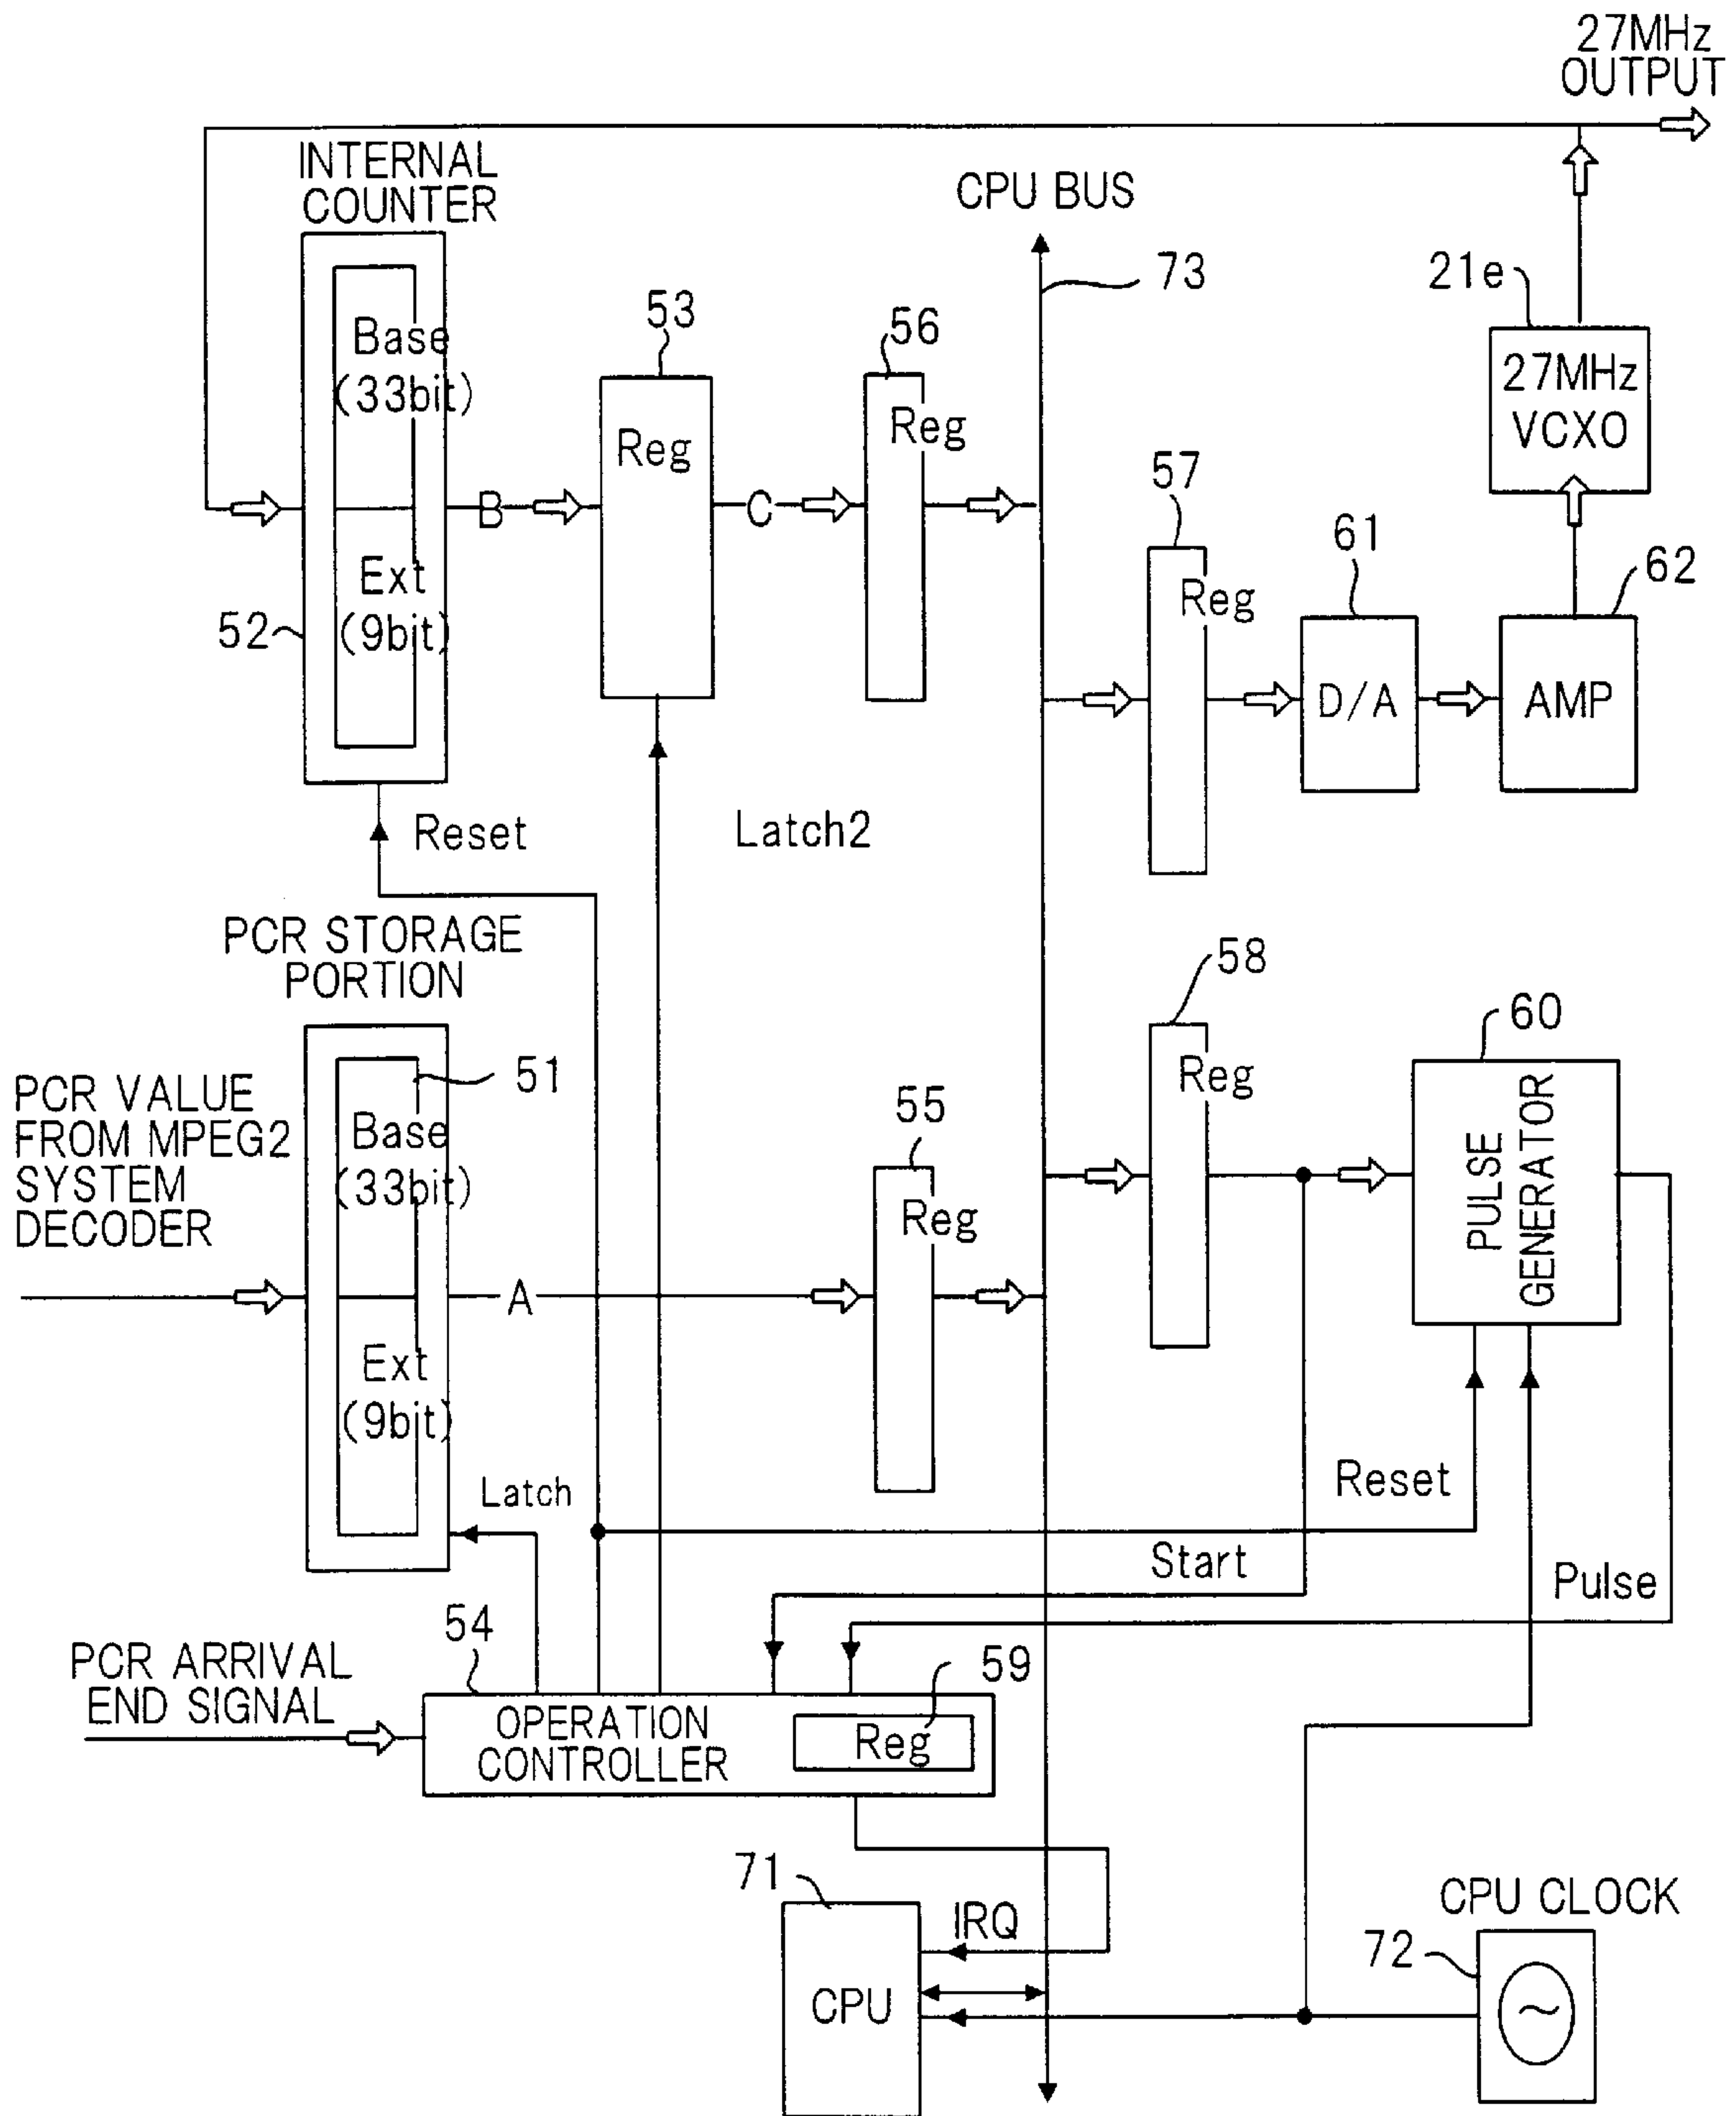 27MHz
OUTPUT
INTERNAL
COUNTER
CPU BUS
73
21e
53
56
Base
(33bit)
Reg
Reg
27MHz
VCXO
57
B
C
Ext
(9bit)
52
Reg
61
62
D/A
AMP
Reset
Latch2
PCR STORAGE
PORTION
58
60
51
Reg
PCR VALUE
FROM MPEG2
SYSTEM
DECODER
Base
(33bit)
55
PULSE
GENERATOR
Reg
A
Ext
(9bit)
Latch
Reset
Start
Pulse
54
59
PCR ARRIVAL
END SIGNAL
OPERATION
CONTROLLER
Reg
71
IRQ
CPU CLOCK
72
CPU
~